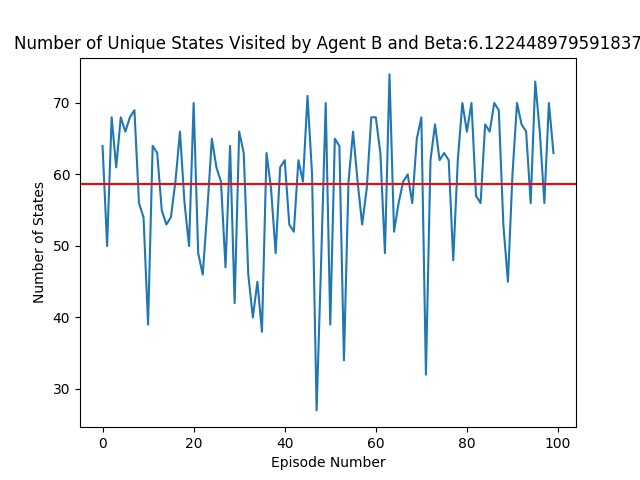 Number of Unique States Visited by Agent B and Beta:6.122448979591837
70
60
50
40
30
Number of States
0 20 40 60 80 100
Episode Number